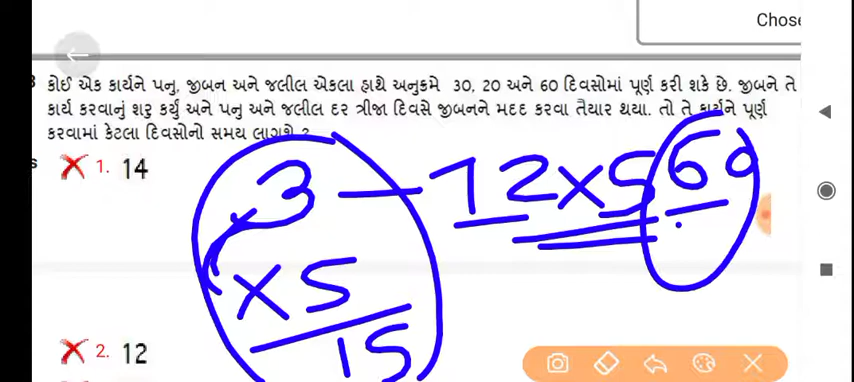 Chose
કોઈ એક કાર્યને પનુ, જીબન અને જલીલ એકલા હાથે અનુક્રમે 30, 20 અને 60 દિવસોમાં પૂર્ણ કરી શકે છે. જીબને તે
કાર્ય કરવાનું શરુ કર્યું અને પનુ અને જલીલ દર ત્રીજા દિવસે જીબનને મદદ કરવા તૈયાર થયા. તો તે કાર્યને પૂર્ણ
કરવામાં કેટલા દિવસોનો સમય લાગશે ?
s
1. 14
3 — 12 × 5 60
× 5
15
2. 12